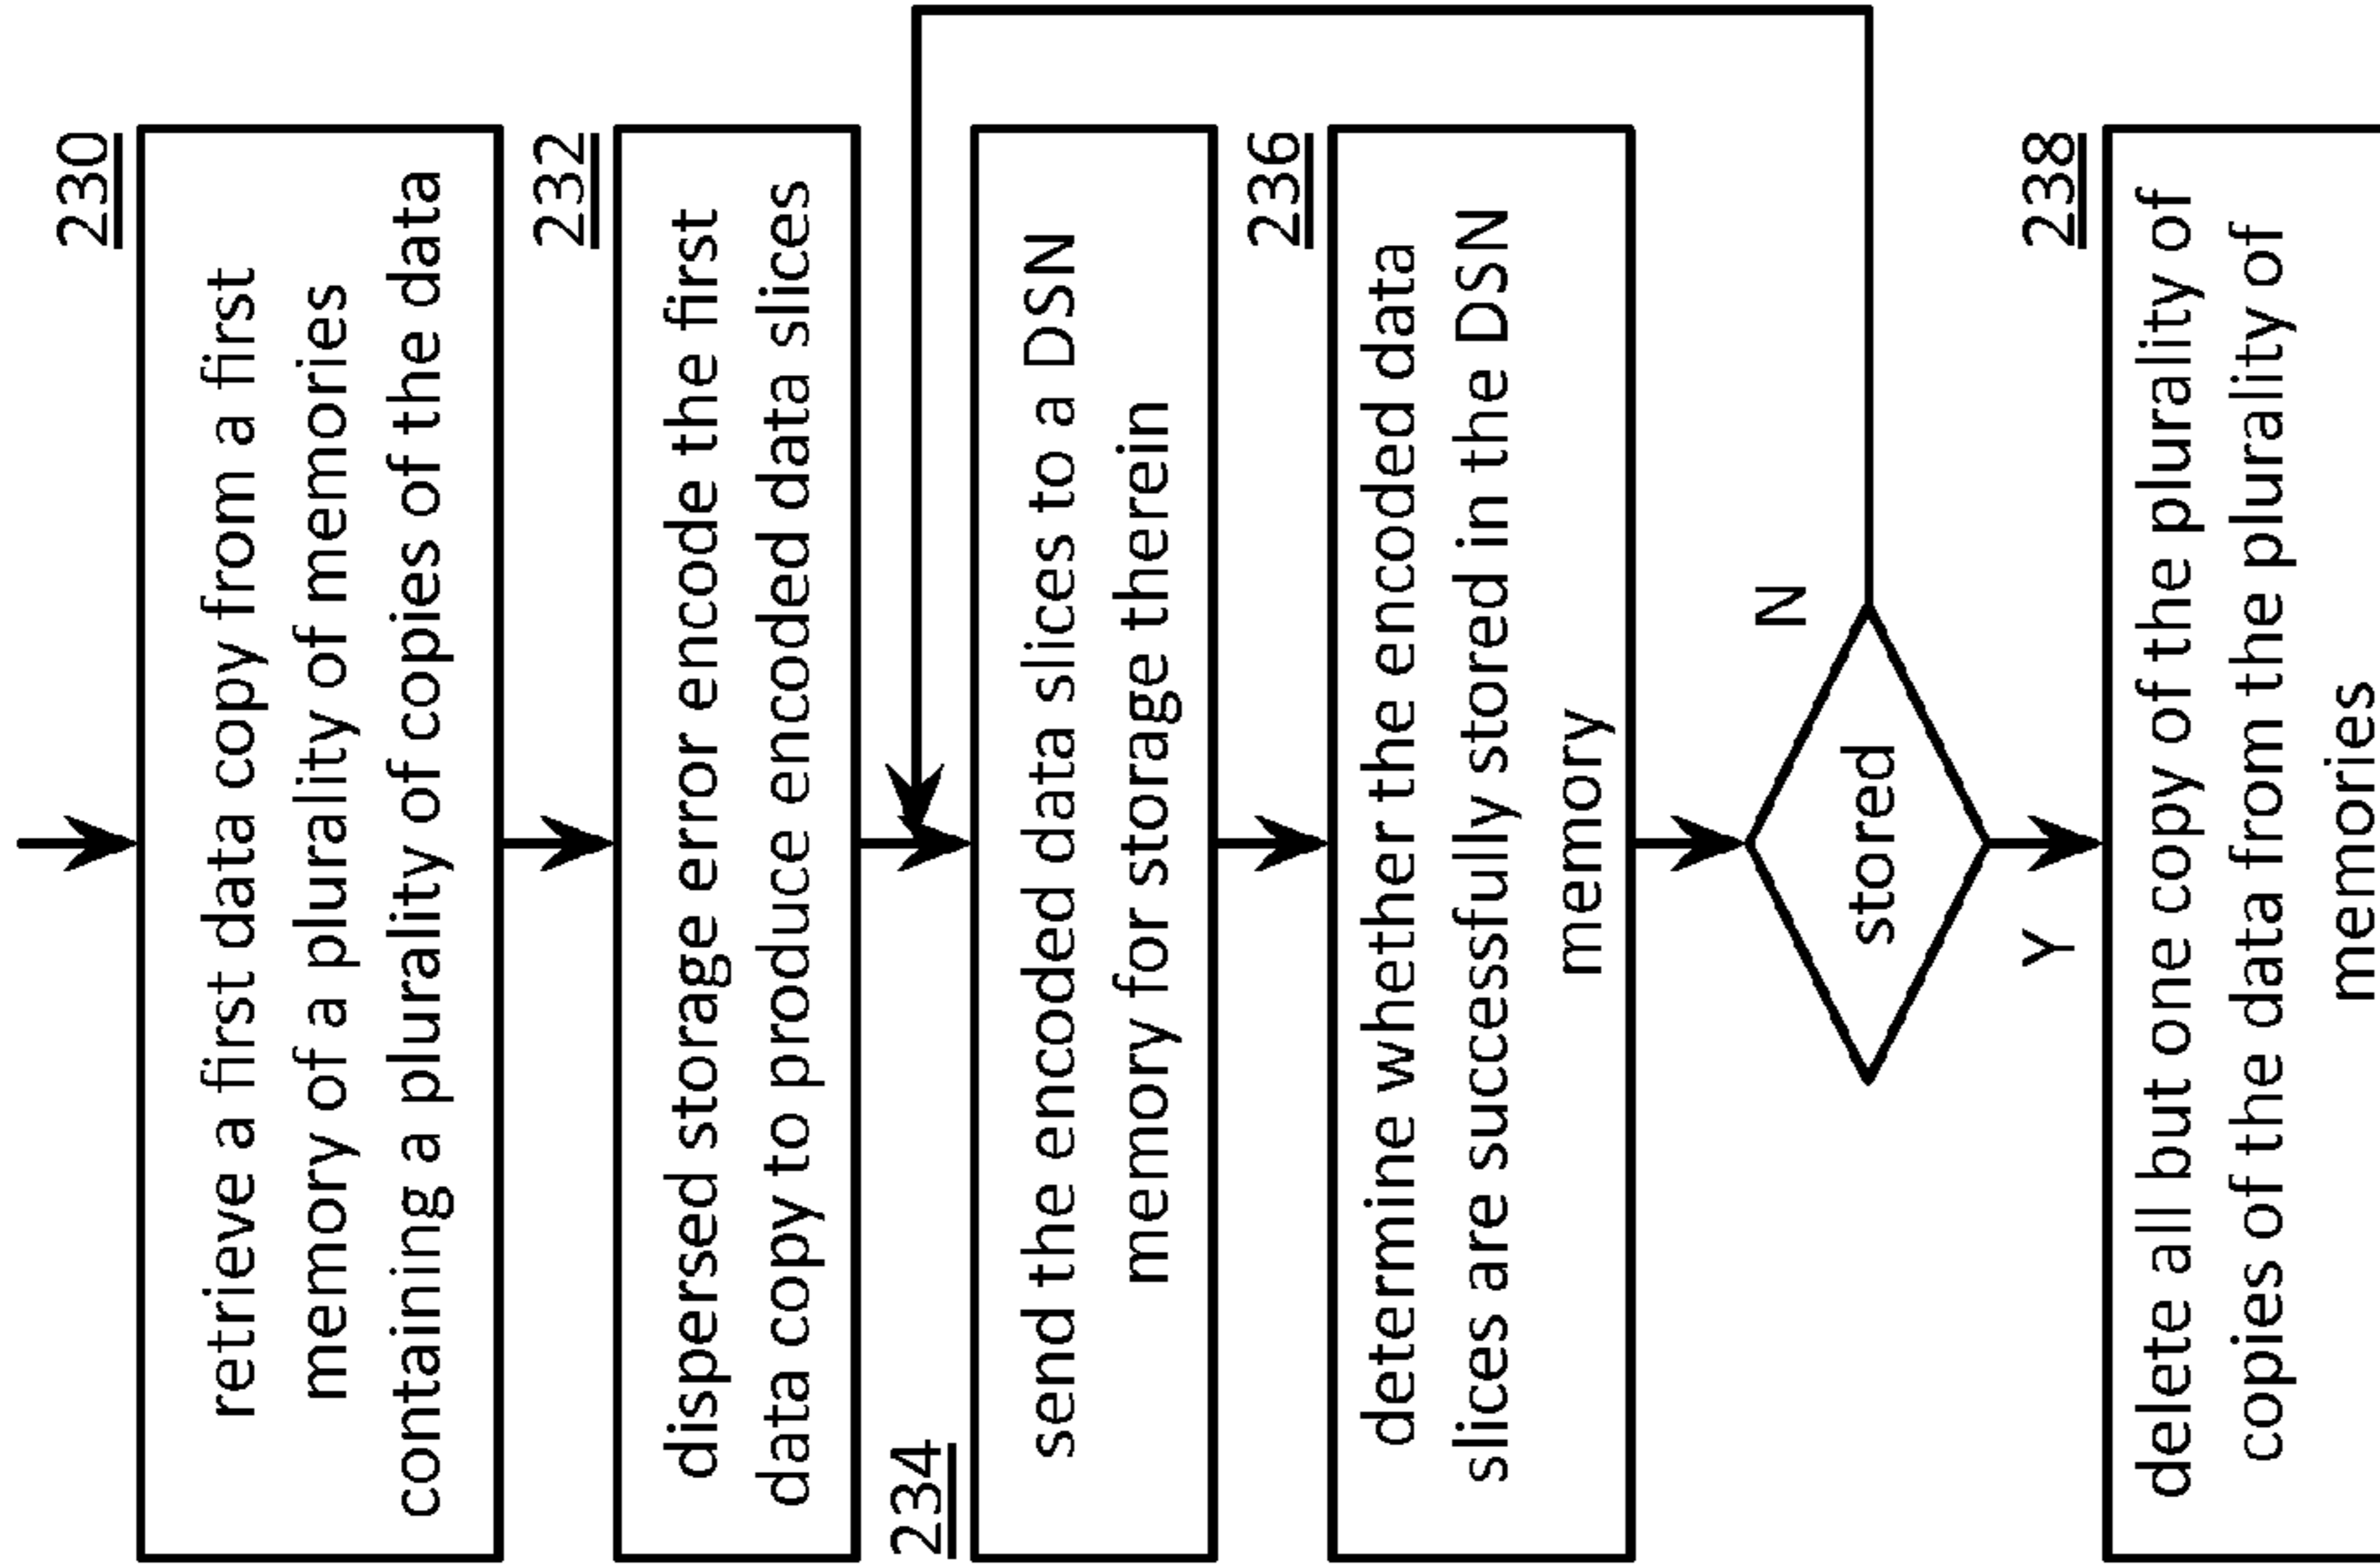 230
retrieve a first data copy from a first
memory of a plurality of memories
containing a plurality of copies of the data
232
dispersed storage error encode the first
data copy to produce encoded data slices
234
send the encoded data slices to a DSN
memory for storage therein
236
determine whether the encoded data
slices are successfully stored in the DSN
memory
stored
N
Y
238
delete all but one copy of the plurality of
copies of the data from the plurality of
memories